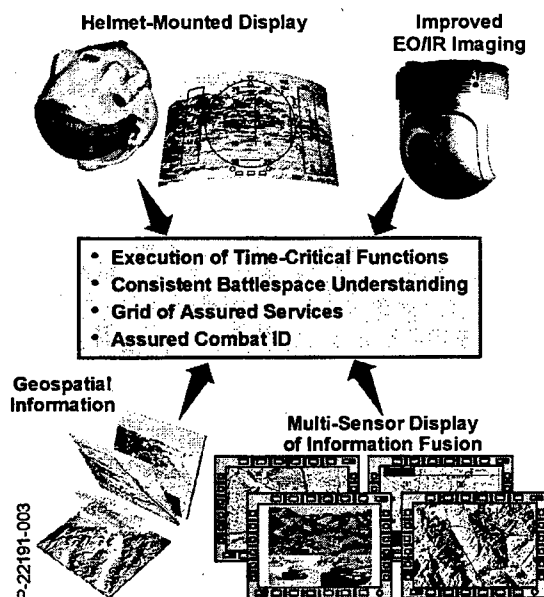 Helmet-Mounted Display
Improved
EO/IR Imaging
• Execution of Time-Critical Functions
• Consistent Battlespace Understanding
• Grid of Assured Services
• Assured Combat ID
Geospatial
Information
Multi-Sensor Display
of Information Fusion
P-22191-003